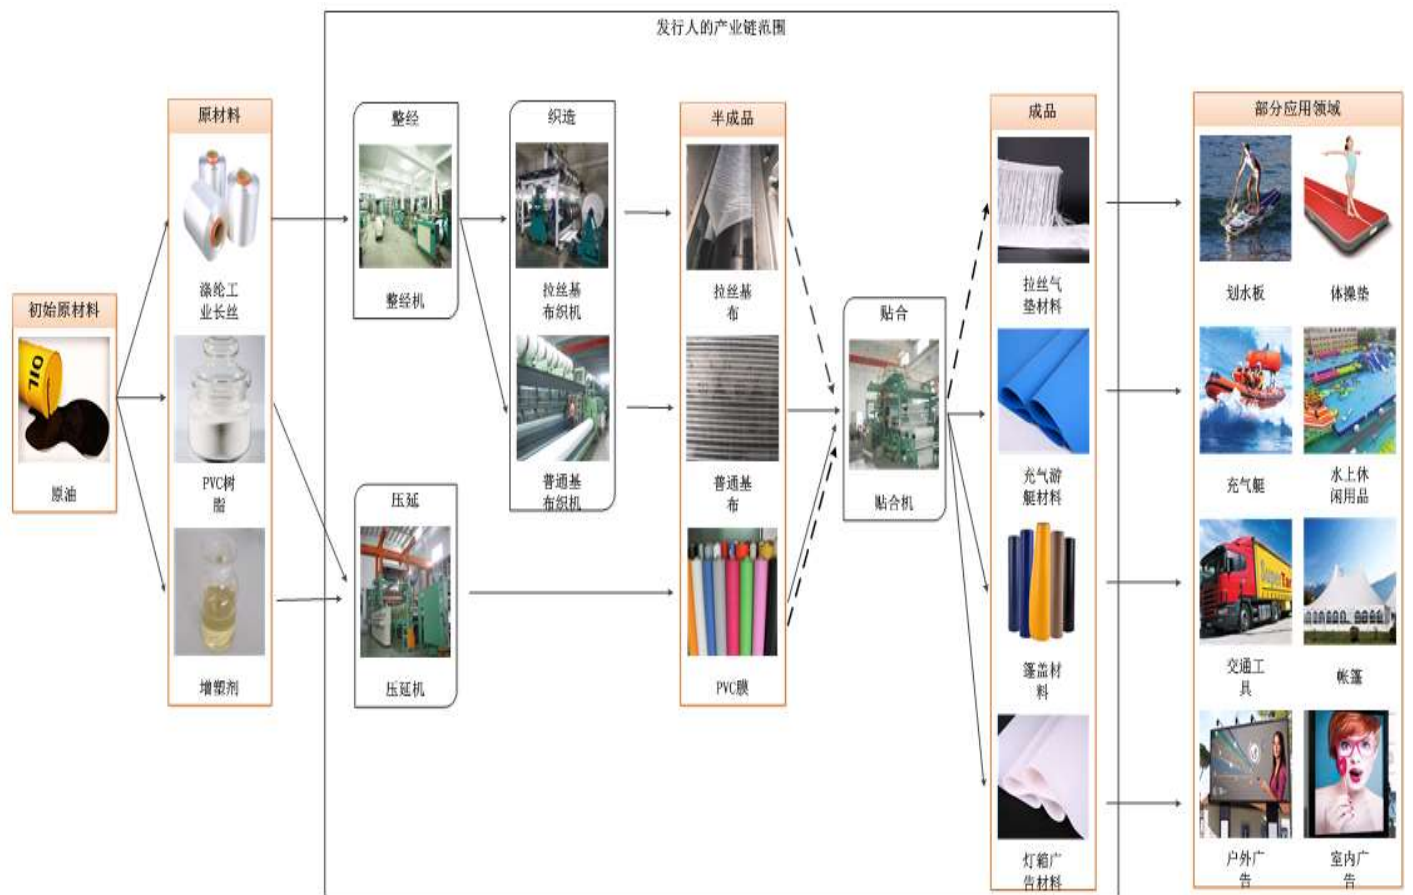 发行人的产业链范围
初始原材料
OIL
原油
原材料
涤纶工
业长丝
PVC树
脂
增塑剂
整经
整经机
压延
压延机
织造
拉丝基
布织机
普通基
布织机
半成品
拉丝基
布
普通基
布
PVC膜
贴合
贴合机
成品
拉丝气
垫材料
充气游
艇材料
篷盖材
料
灯箱广
告材料
部分应用领域
划水板
体操垫
充气艇
水上休
闲用品
交通工
具
帐篷
户外广
告
室内广
告